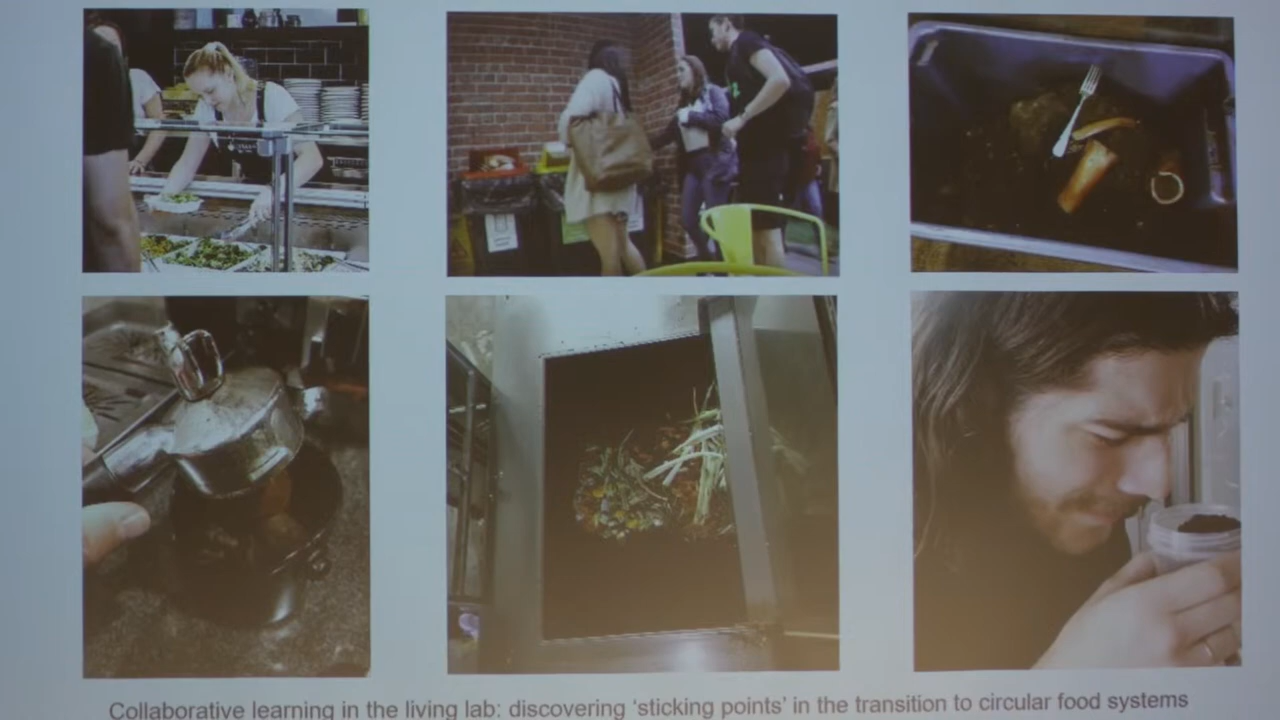 Collaborative learning in the living lab: discovering ‘sticking points’ in the transition to circular food systems